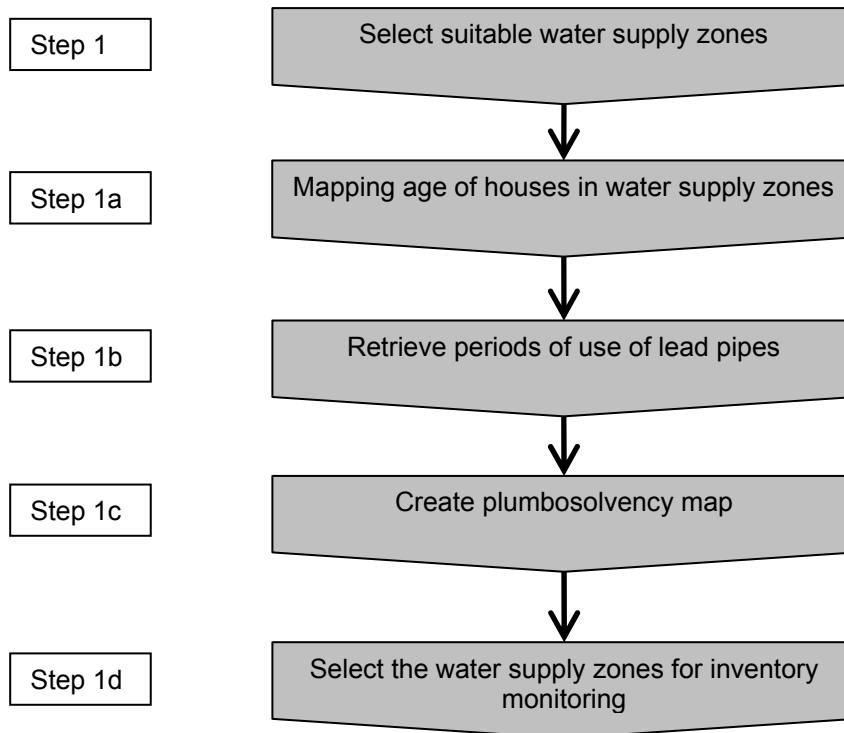 Step 1
Select suitable water supply zones
Step 1a
Mapping age of houses in water supply zones
Step 1b
Retrieve periods of use of lead pipes
Step 1c
Create plumbosolvency map
Step 1d
Select the water supply zones for inventory
monitoring